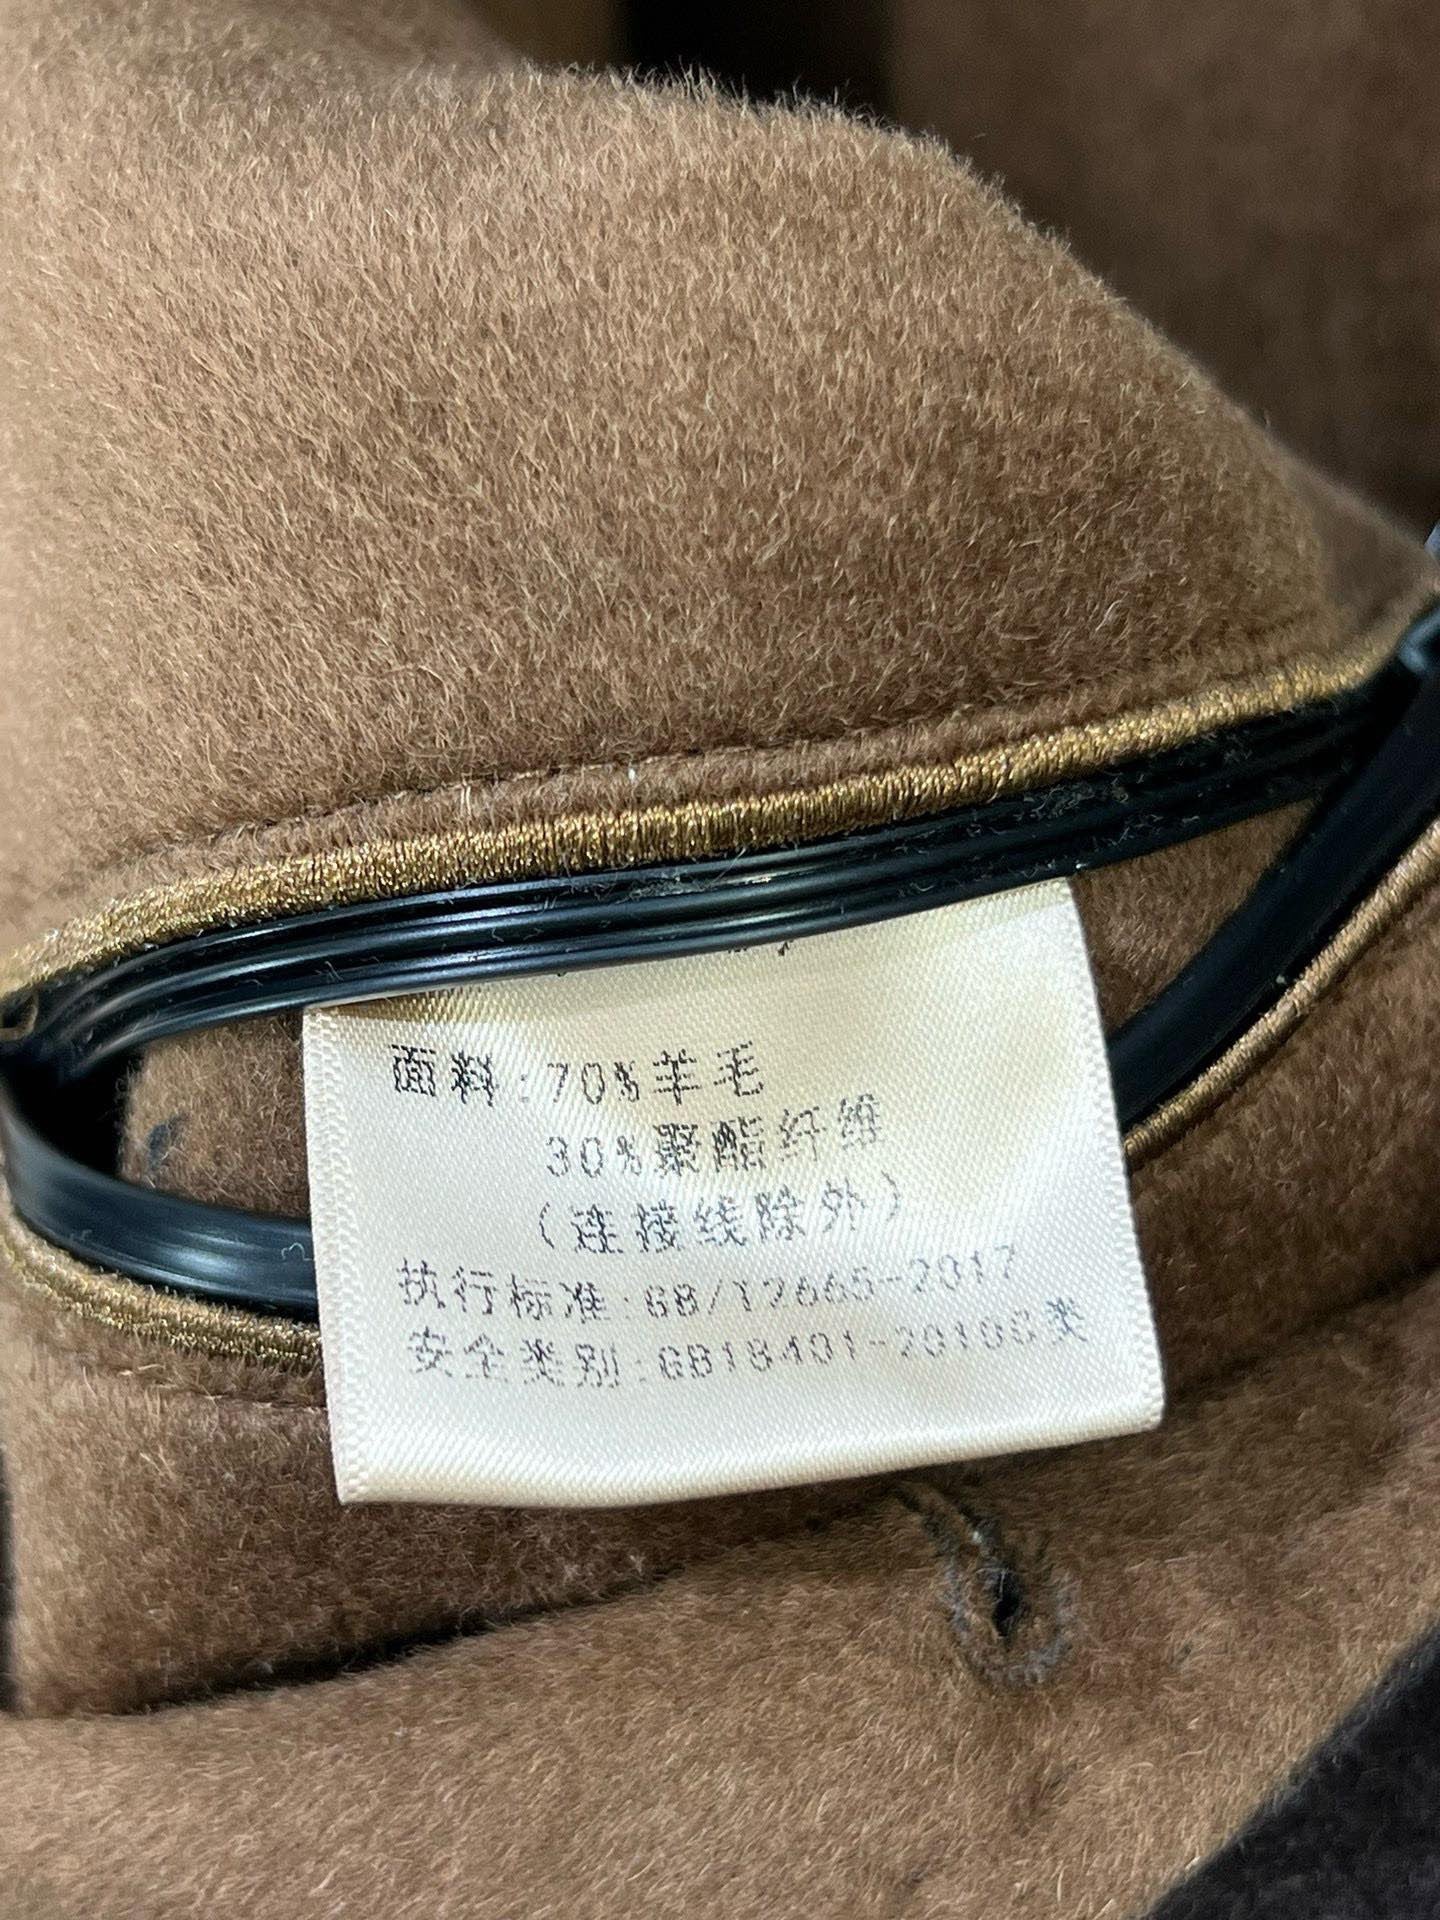 面料:70%羊毛
30%聚酯纤维
(连接线除外)
执行标准:GB/T2665-2017
安全类别:GB18401-2010C类